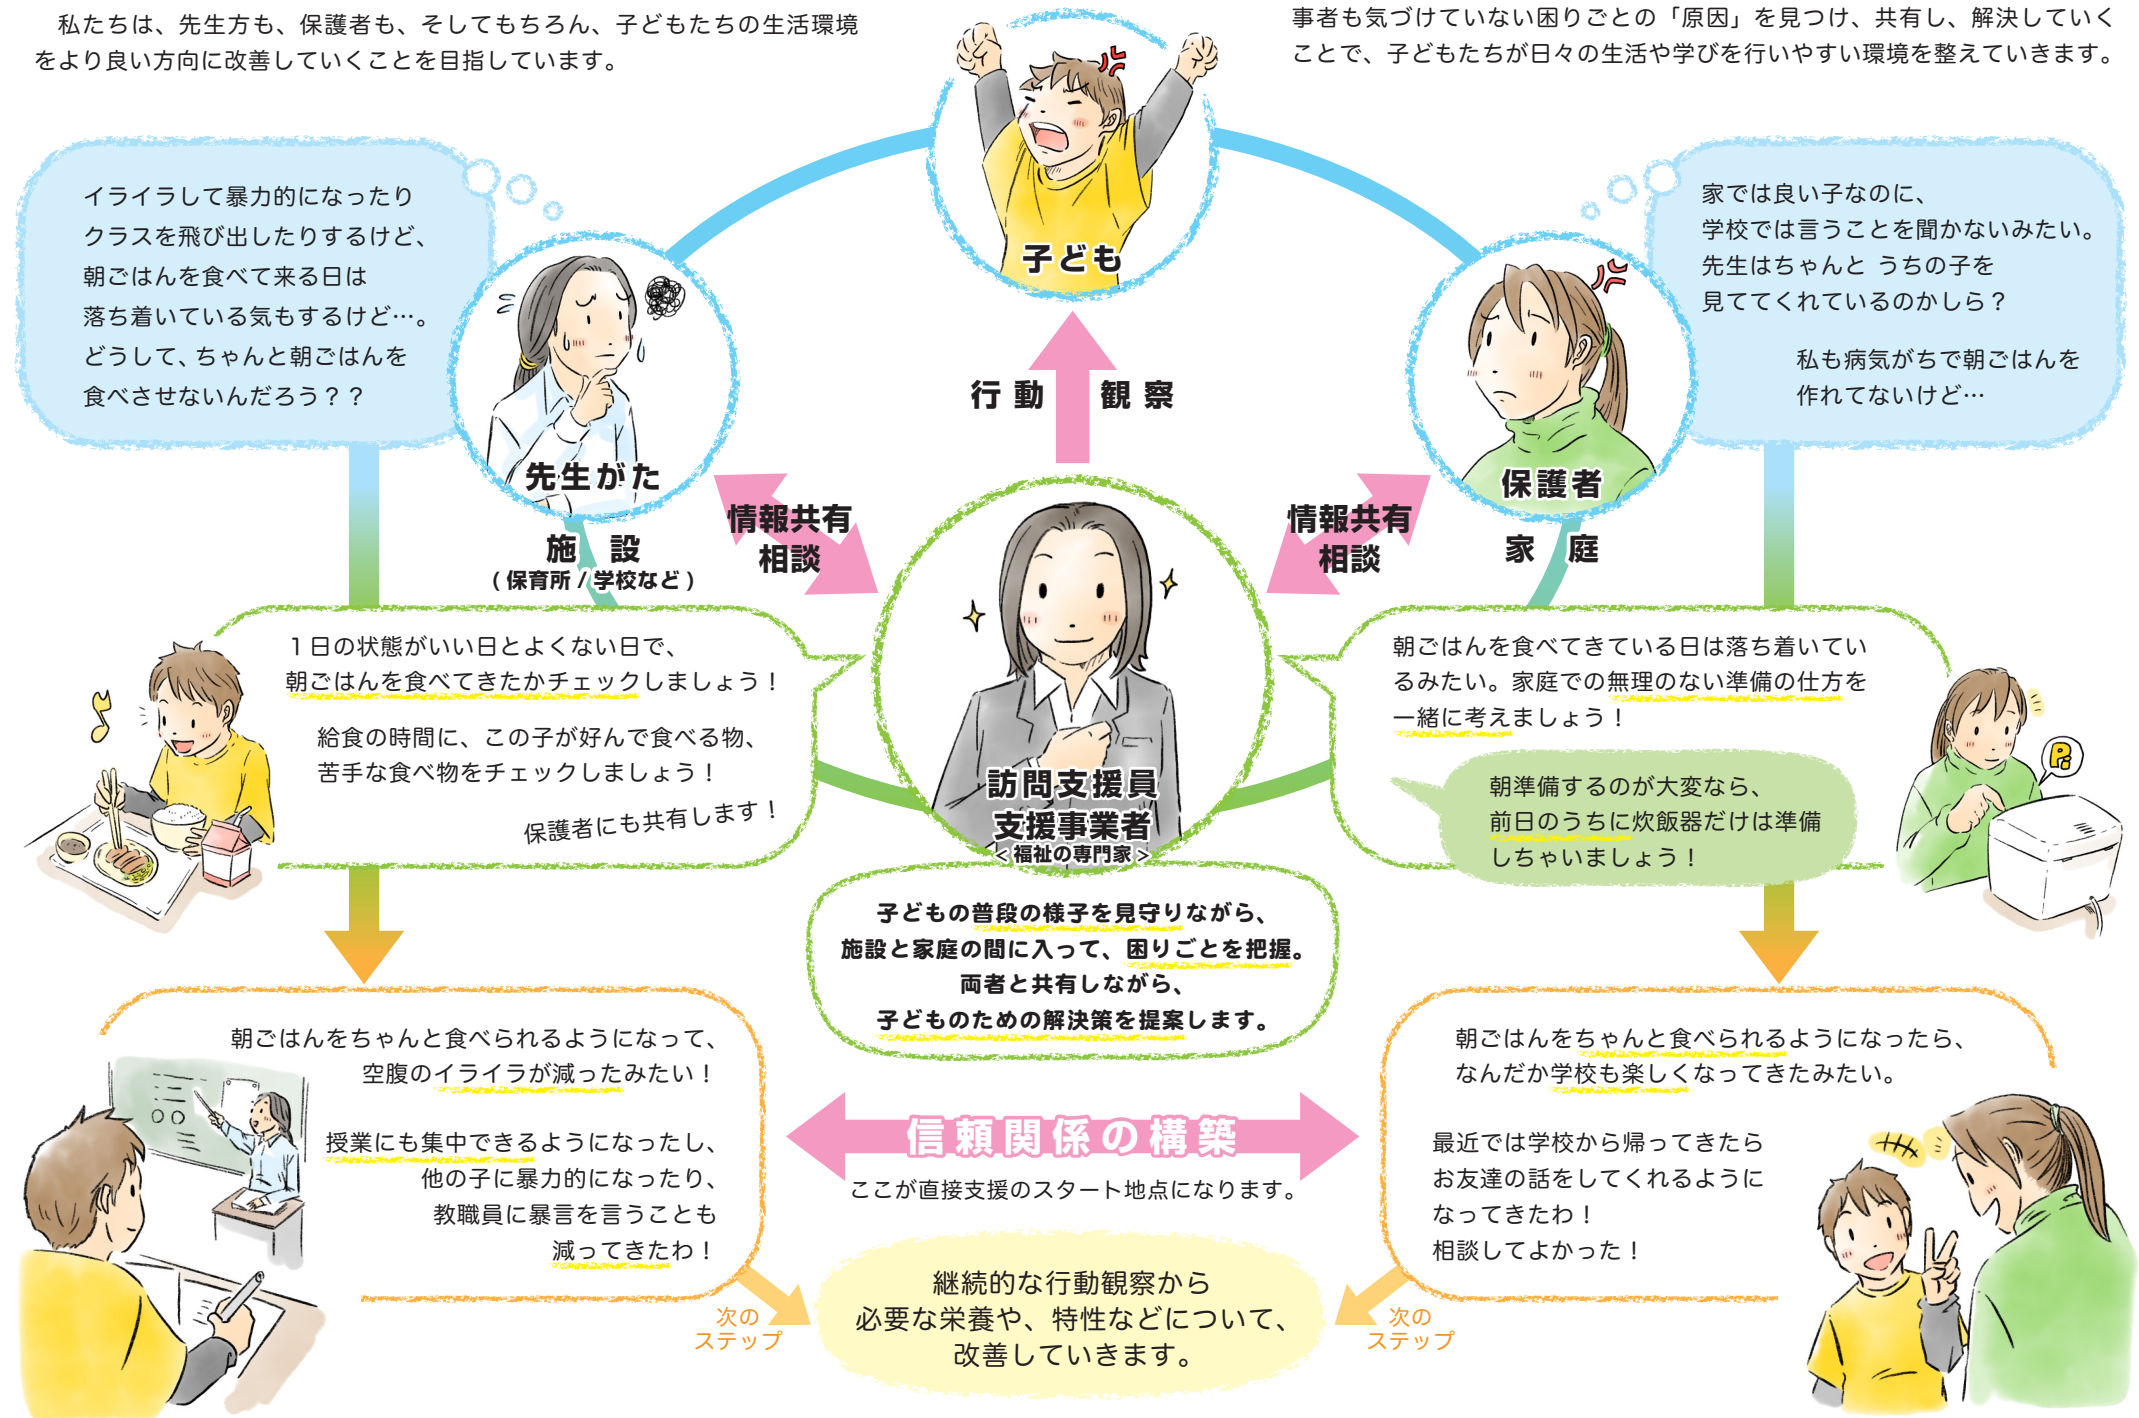 私たちは、先生方も、保護者も、そしてもちろん、子どもたちの生活環境
をより良い方向に改善していくことを目指しています。
事者も気づけていない困りごとの「原因」を見つけ、共有し、解決していく
ことで、子どもたちが日々の生活や学びを行いやすい環境を整えていきます。
イライラして暴力的になったり
クラスを飛び出したりするけど、
朝ごはんを食べて来る日は
落ち着いている気もするけど…。
どうして、ちゃんと朝ごはんを
食べさせないんだろう？？
子ども
家では良い子なのに、
学校では言うことを聞かないみたい。
先生はちゃんと うちの子を
見ててくれているのかしら？
私も病気がちで朝ごはんを
作れてないけど…
行動 観察
先生がた
施 設
(保育所/学校など)
情報共有
相談
情報共有
相談
保護者
家 庭
１日の状態がいい日とよくない日で、
朝ごはんを食べてきたかチェックしましょう！
給食の時間に、この子が好んで食べる物、
苦手な食べ物をチェックしましょう！
保護者にも共有します！
訪問支援員
支援事業者
<福祉の専門家>
朝ごはんを食べてきている日は落ち着いてい
るみたい。家庭での無理のない準備の仕方を
一緒に考えましょう！
朝準備するのが大変なら、
前日のうちに炊飯器だけは準備
しちゃいましょう！
ピ
子どもの普段の様子を見守りながら、
施設と家庭の間に入って、困りごとを把握。
両者と共有しながら、
子どものための解決策を提案します。
朝ごはんをちゃんと食べられるようになって、
空腹のイライラが減ったみたい！
授業にも集中できるようになったし、
他の子に暴力的になったり、
教職員に暴言を言うことも
減ってきたわ！
信頼関係の構築
ここが直接支援のスタート地点になります。
朝ごはんをちゃんと食べられるようになったら、
なんだか学校も楽しくなってきたみたい。
最近では学校から帰ってきたら
お友達の話をしてくれるように
なってきたわ！
相談してよかった！
次の
ステップ
継続的な行動観察から
必要な栄養や、特性などについて、
改善していきます。
次の
ステップ